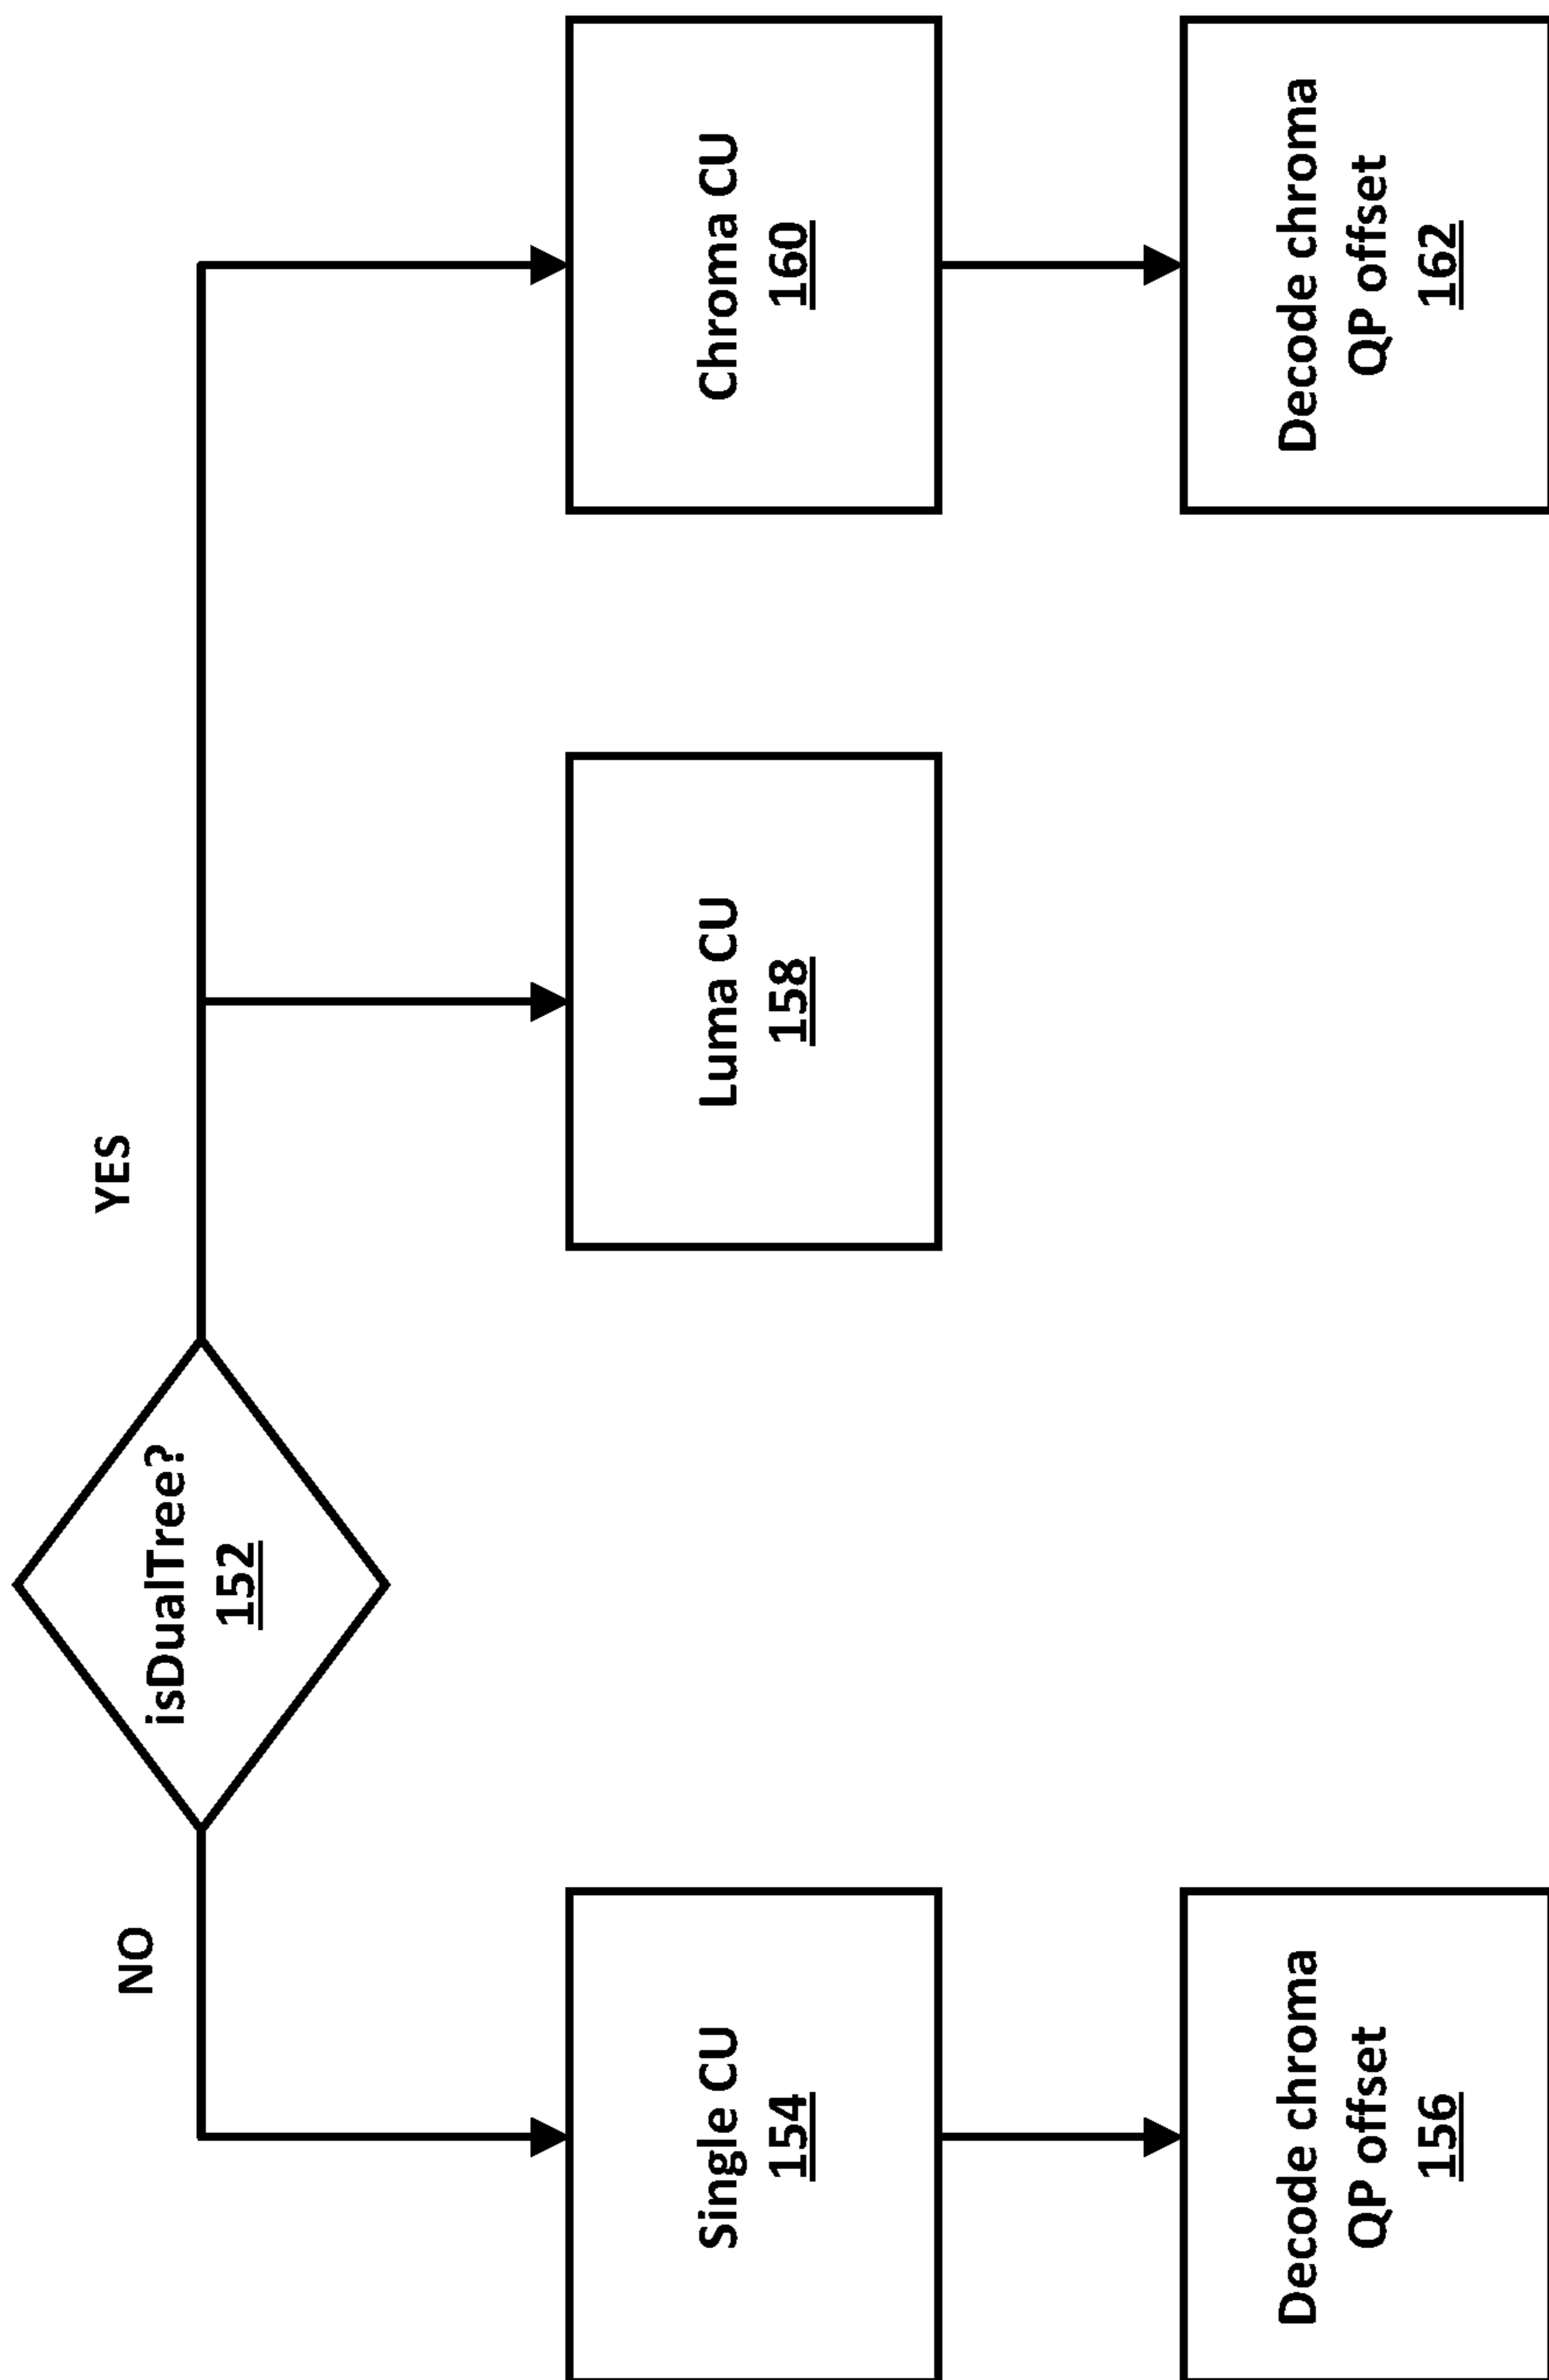 isDualTree?
152
NO
YES
Single CU
154
Luma CU
158
Chroma CU
160
Decode chroma
QP offset
156
Decode chroma
QP offset
162